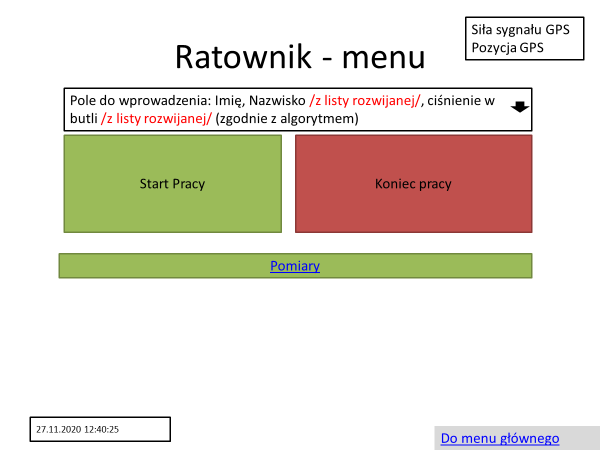 Siła sygnału GPS
Pozycja GPS
Ratownik - menu
Pole do wprowadzenia: Imię, Nazwisko /z listy rozwijanej/, ciśnienie w
butli /z listy rozwijanej/ (zgodnie z algorytmem)
Start Pracy
Koniec pracy
Pomiary
27.11.2020 12:40:25
Do menu głównego